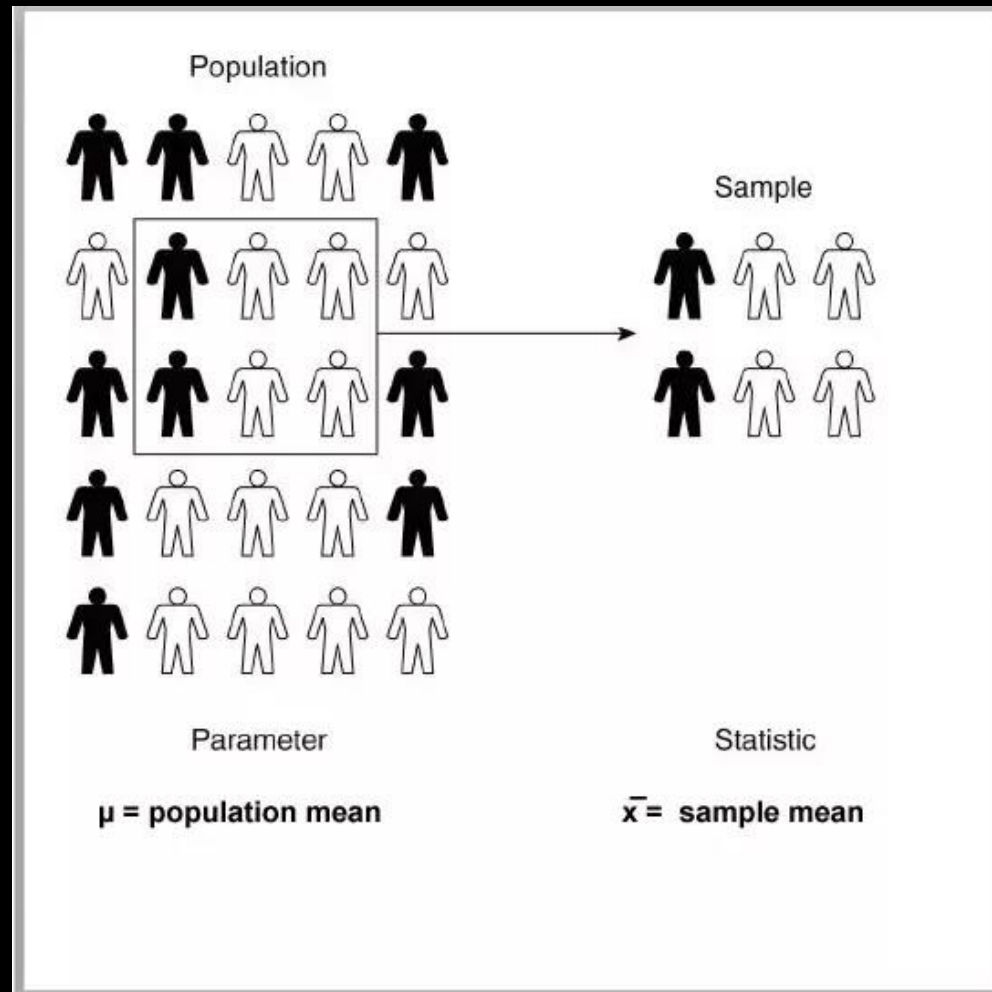 Population
Sample
Parameter
Statistic
μ = population mean
x̄ = sample mean